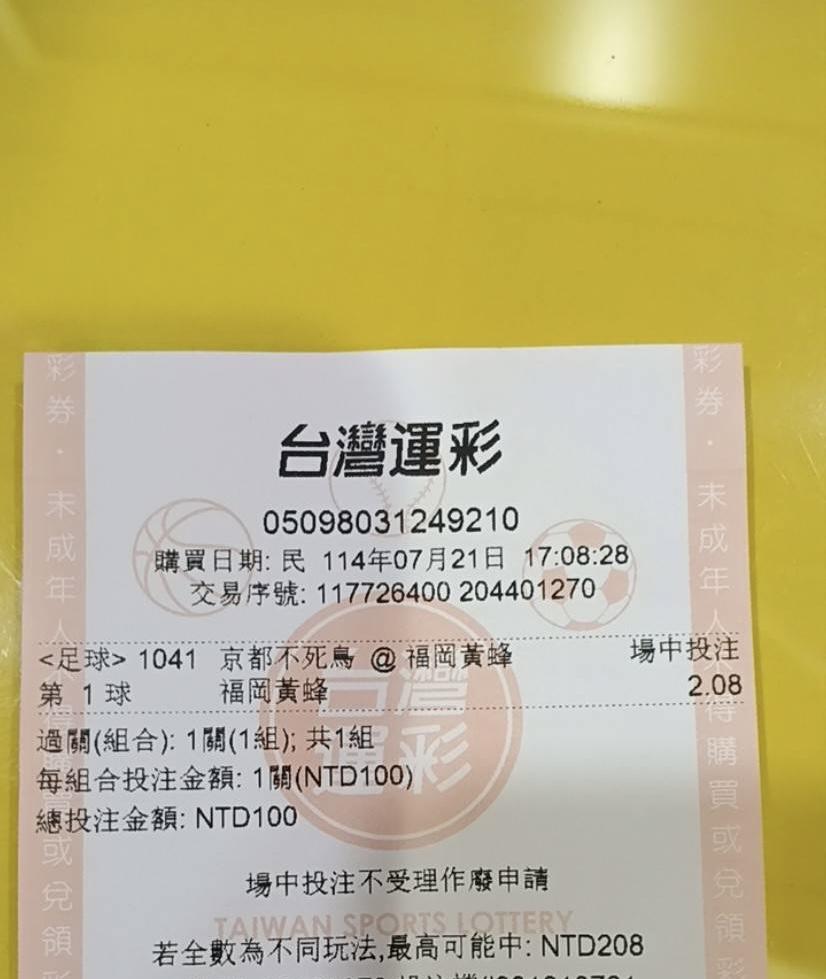 台灣運彩
05098031249210
購買日期: 民 114年07月21日 17:08:28
交易序號: 117726400 204401270
<足球> 1041 京都不死鳥 @ 福岡黃蜂 場中投注
第 1 球 福岡黃蜂 2.08
過關(組合): 1關(1組); 共1組
每組合投注金額: 1關(NTD100)
總投注金額: NTD100
場中投注不受理作廢申請
TAIWAN SPORTS LOTTERY
若全數為不同玩法,最高可能中: NTD208
台灣運彩
彩券・未成年人
或兌領
彩券・未成年人不得購買或兌領